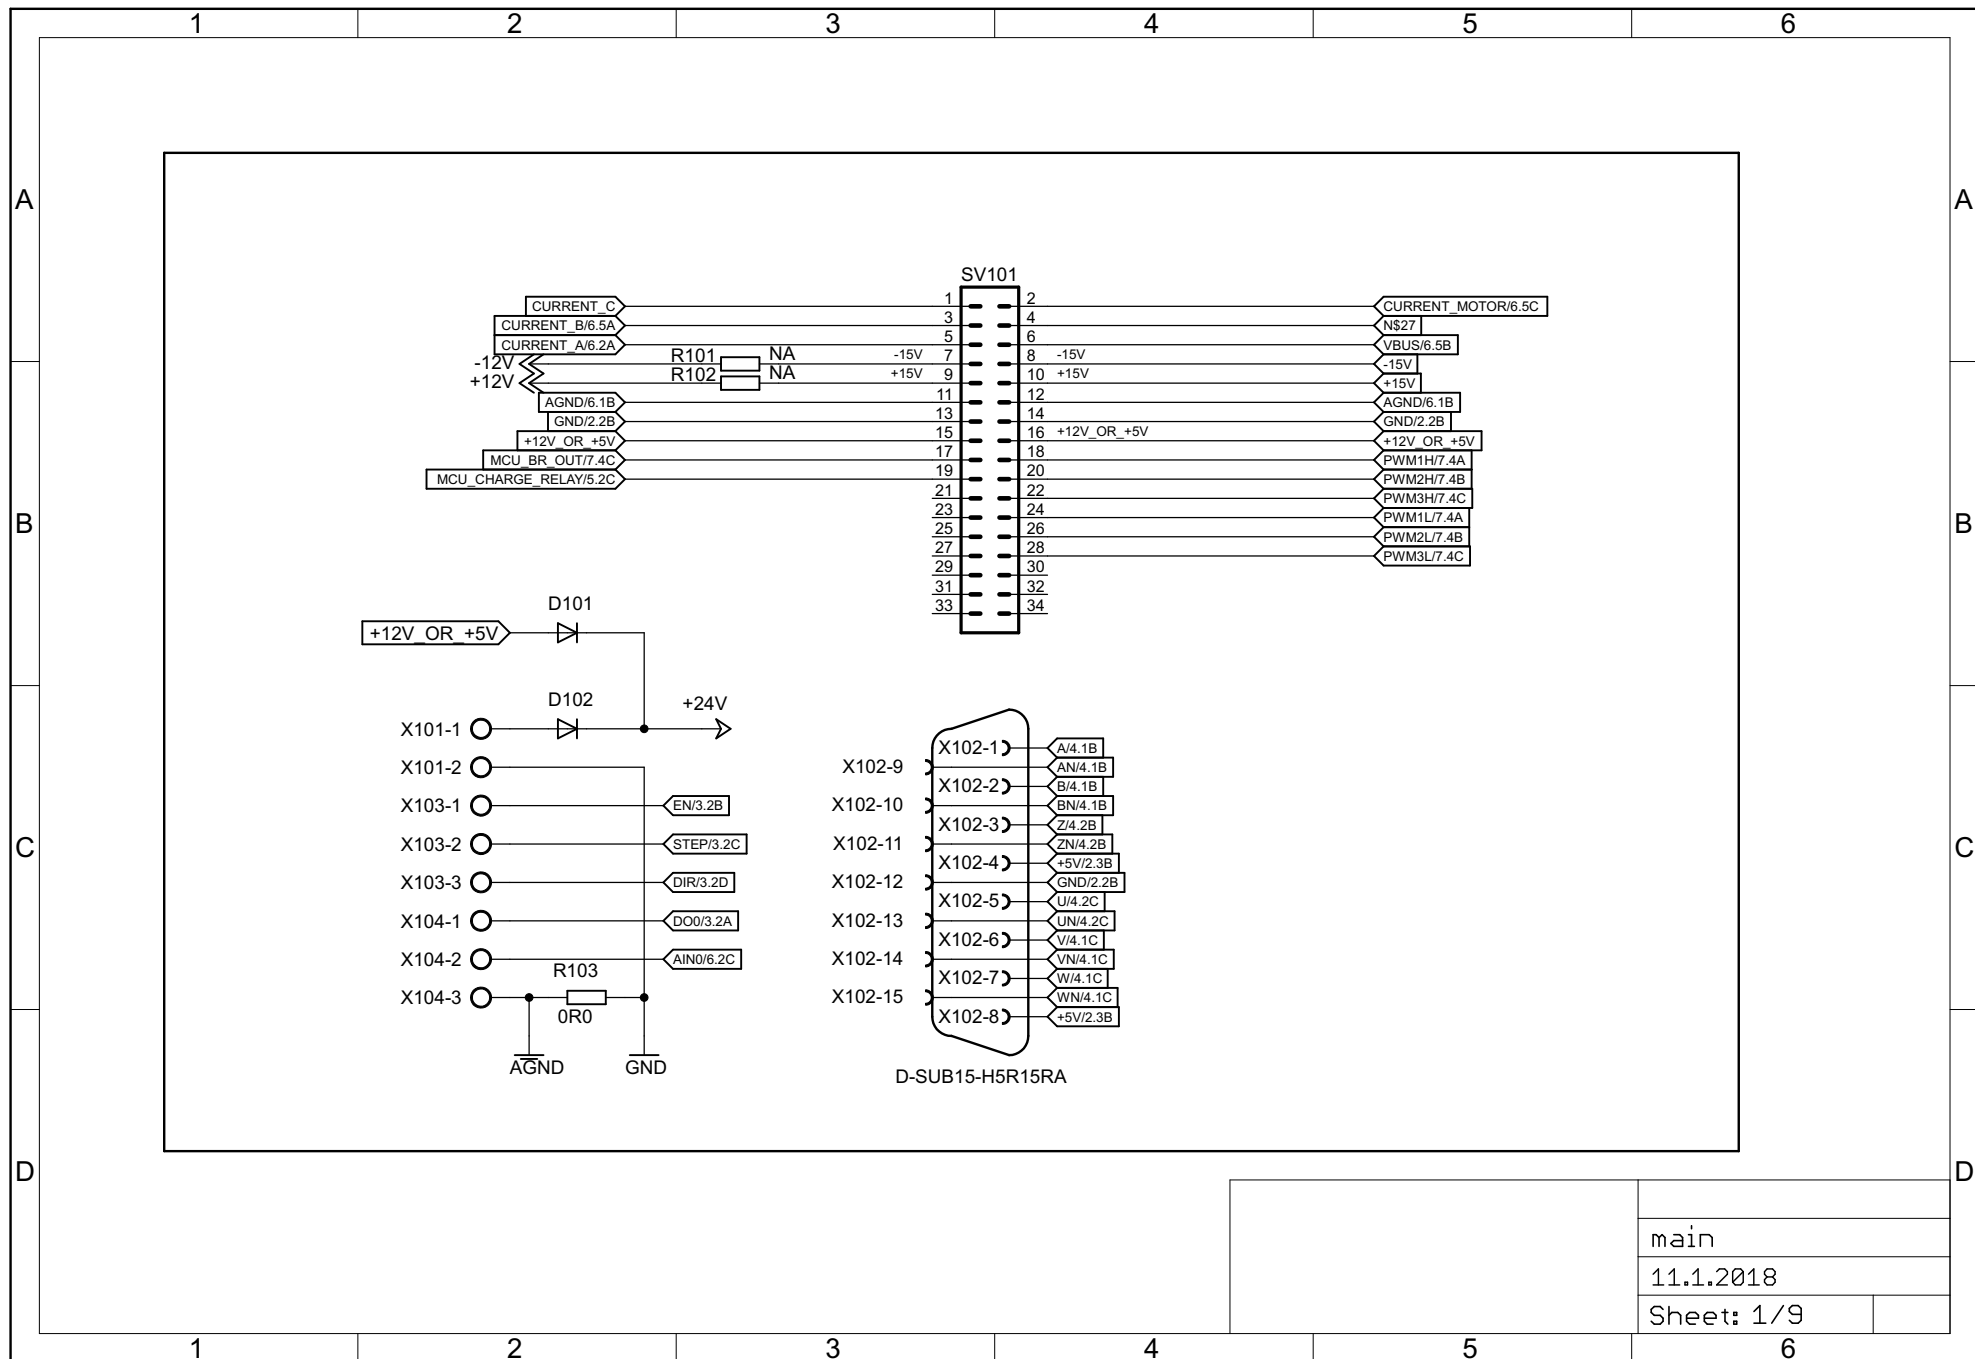 1 2 3 4 5 6
A A
SV101
CURRENT_C 1 2 CURRENT_MOTOR/6.5C
CURRENT_B/6.5A 3 4 N$27
CURRENT_A/6.2A 5 6 VBUS/6.5B
-12V R101 NA -15V 7 8 -15V -15V
+12V R102 NA +15V 9 10 +15V +15V
AGND/6.1B 11 12 AGND/6.1B
GND/2.2B 13 14 GND/2.2B
+12V_OR_+5V 15 16 +12V_OR_+5V +12V_OR_+5V
MCU_BR_OUT/7.4C 17 18 PWM1H/7.4A
MCU_CHARGE_RELAY/5.2C 19 20 PWM2H/7.4B
21 22 PWM3H/7.4C
B 23 24 PWM1L/7.4A B
25 26 PWM2L/7.4B
27 28 PWM3L/7.4C
29 30
31 32
33 34
D101
+12V_OR_+5V
D102 +24V
X101-1
X101-2
X103-1 EN/3.2B
X103-2 STEP/3.2C
X103-3 DIR/3.2D
X104-1 DO0/3.2A
X104-2 AIN0/6.2C
R103
X104-3
0R0
AGND GND
X102-1 A/4.1B
X102-9 AN/4.1B
X102-2 B/4.1B
X102-10 BN/4.1B
X102-3 Z/4.2B
X102-11 ZN/4.2B
X102-4 +5V/2.3B
X102-12 GND/2.2B
X102-5 U/4.2C
X102-13 UN/4.2C
X102-6 V/4.1C
X102-14 VN/4.1C
X102-7 W/4.1C
X102-15 WN/4.1C
X102-8 +5V/2.3B
D-SUB15-H5R15RA
C C
D D
main
11.1.2018
Sheet: 1/9
1 2 3 4 5 6